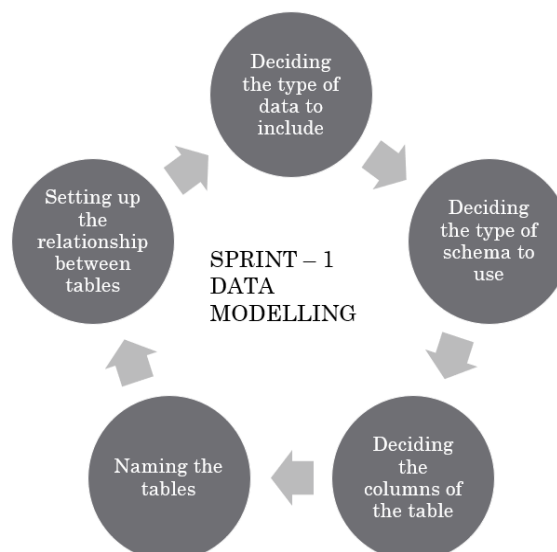 Deciding
the type of
data to
include
Deciding
the type of
schema to
use
Deciding
the
columns of
the table
Naming the
tables
Setting up
the
relationship
between
tables
SPRINT – 1
DATA
MODELLING